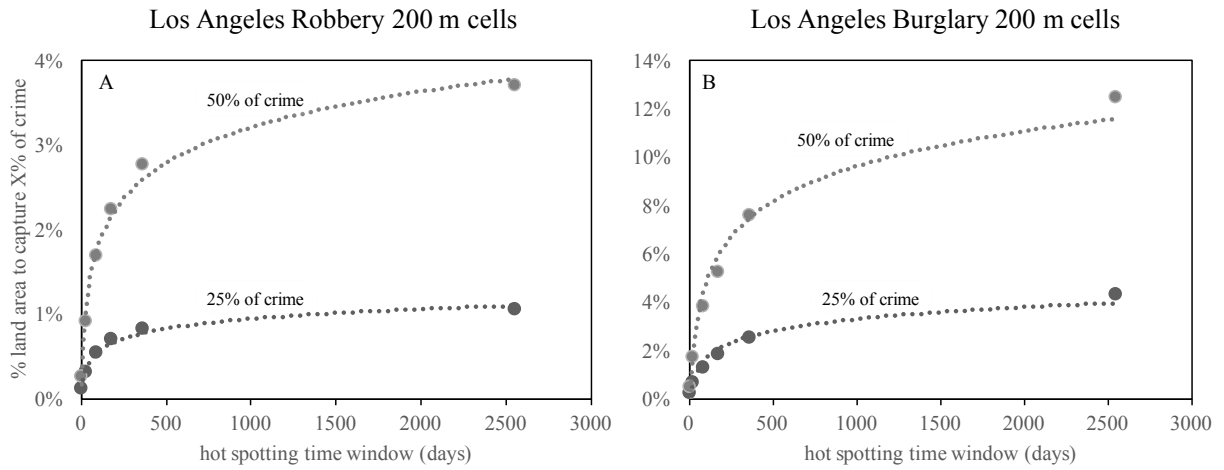 Los Angeles Robbery 200 m cells
% land area to capture X% of crime
4%
3%
2%
1%
0%
A
50% of crime
25% of crime
0 500 1000 1500 2000 2500 3000
hot spotting time window (days)
Los Angeles Burglary 200 m cells
14%
12%
10%
8%
6%
4%
2%
0%
B
50% of crime
25% of crime
0 500 1000 1500 2000 2500 3000
hot spotting time window (days)